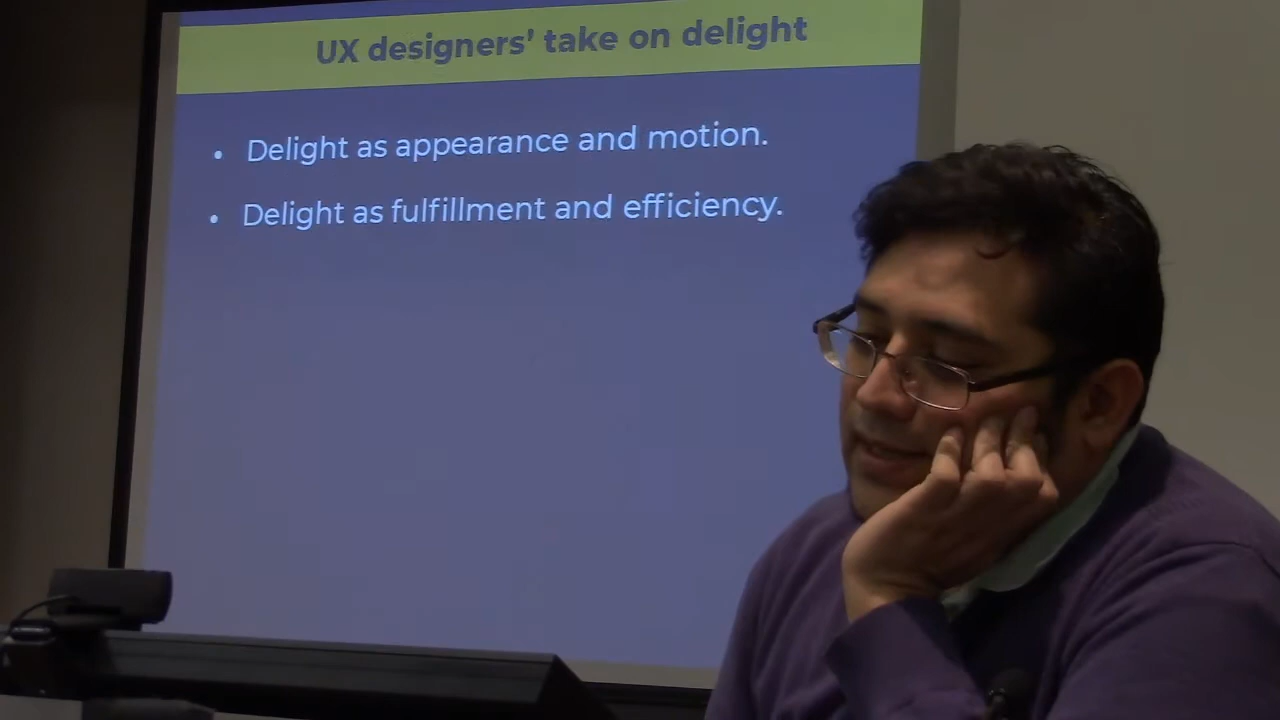 UX designers’ take on delight
• Delight as appearance and motion.
• Delight as fulfillment and efficiency.